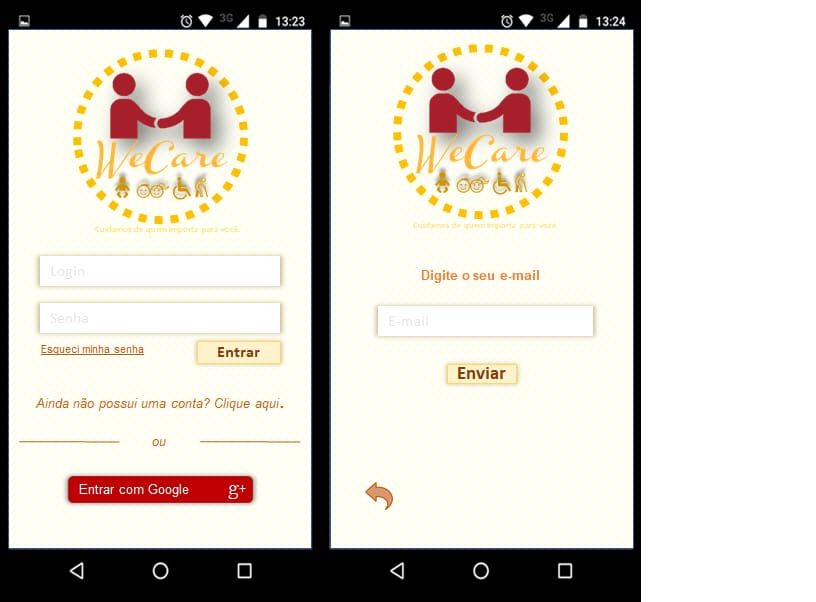 3G 13:23
WeCare
Cuidamos de quem importa para você.
Login
Senha
Esqueci minha senha
Entrar
Ainda não possui uma conta? Clique aqui.
ou
Entrar com Google g+
3G 13:24
WeCare
Cuidamos de quem importa para você.
Digite o seu e-mail
E-mail
Enviar